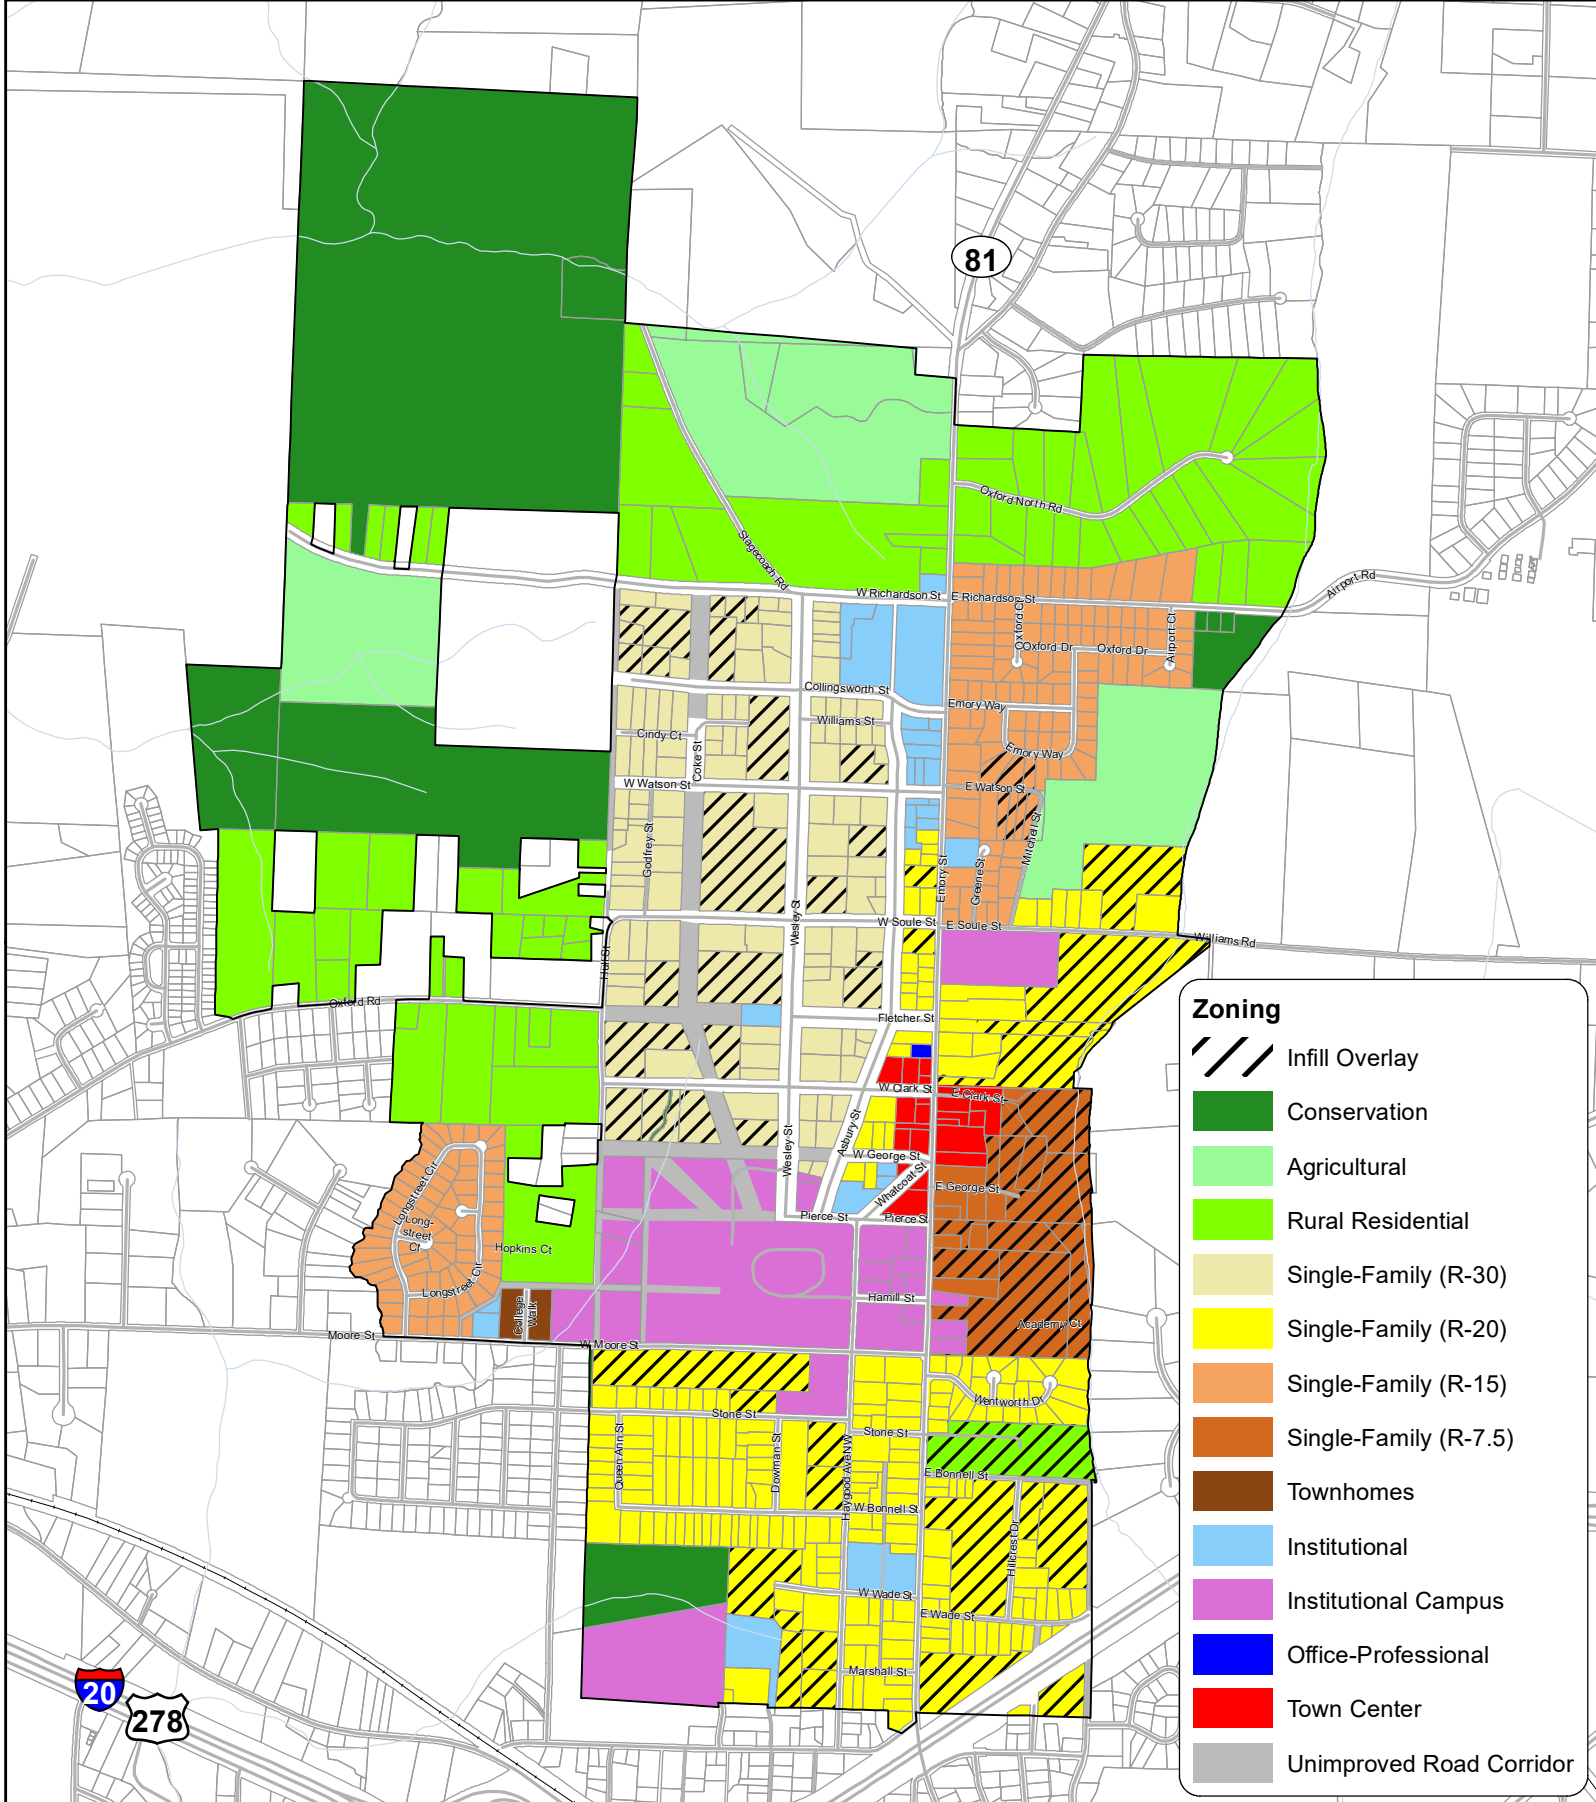 81
Oxford North Rd
Stagecoach Rd
Airport Rd
W Richardson St
E Richardson St
Oxford Ct
Oxford Dr
Oxford Dr
Airport Ct
Collingsworth St
Emory Way
Williams St
Cindy Ct
Coke St
Emory Way
W Watson St
E Watson St
Godfrey St
Mitchell St
Emory St
Greene St
Wesley St
W Soule St
E Soule St
Williams Rd
Hull St
Oxford Rd
Fletcher St
W Clark St
E Clark St
Asbury St
Wesley St
W George St
Whatcoat St
E George St
Pierce St
Pierce St
Longstreet Cir
Long-
street
Ct
Hopkins Ct
Longstreet Cir
College
Walk
Hamill St
Academy Ct
Moore St
W Moore St
Wentworth Dr
Stone St
Stone St
Queen Ann St
Dowman St
Haygood Ave NW
E Bonnell St
W Bonnell St
Hillcrest Dr
W Wade St
E Wade St
Marshall St
20
278
Zoning
Infill Overlay
Conservation
Agricultural
Rural Residential
Single-Family (R-30)
Single-Family (R-20)
Single-Family (R-15)
Single-Family (R-7.5)
Townhomes
Institutional
Institutional Campus
Office-Professional
Town Center
Unimproved Road Corridor